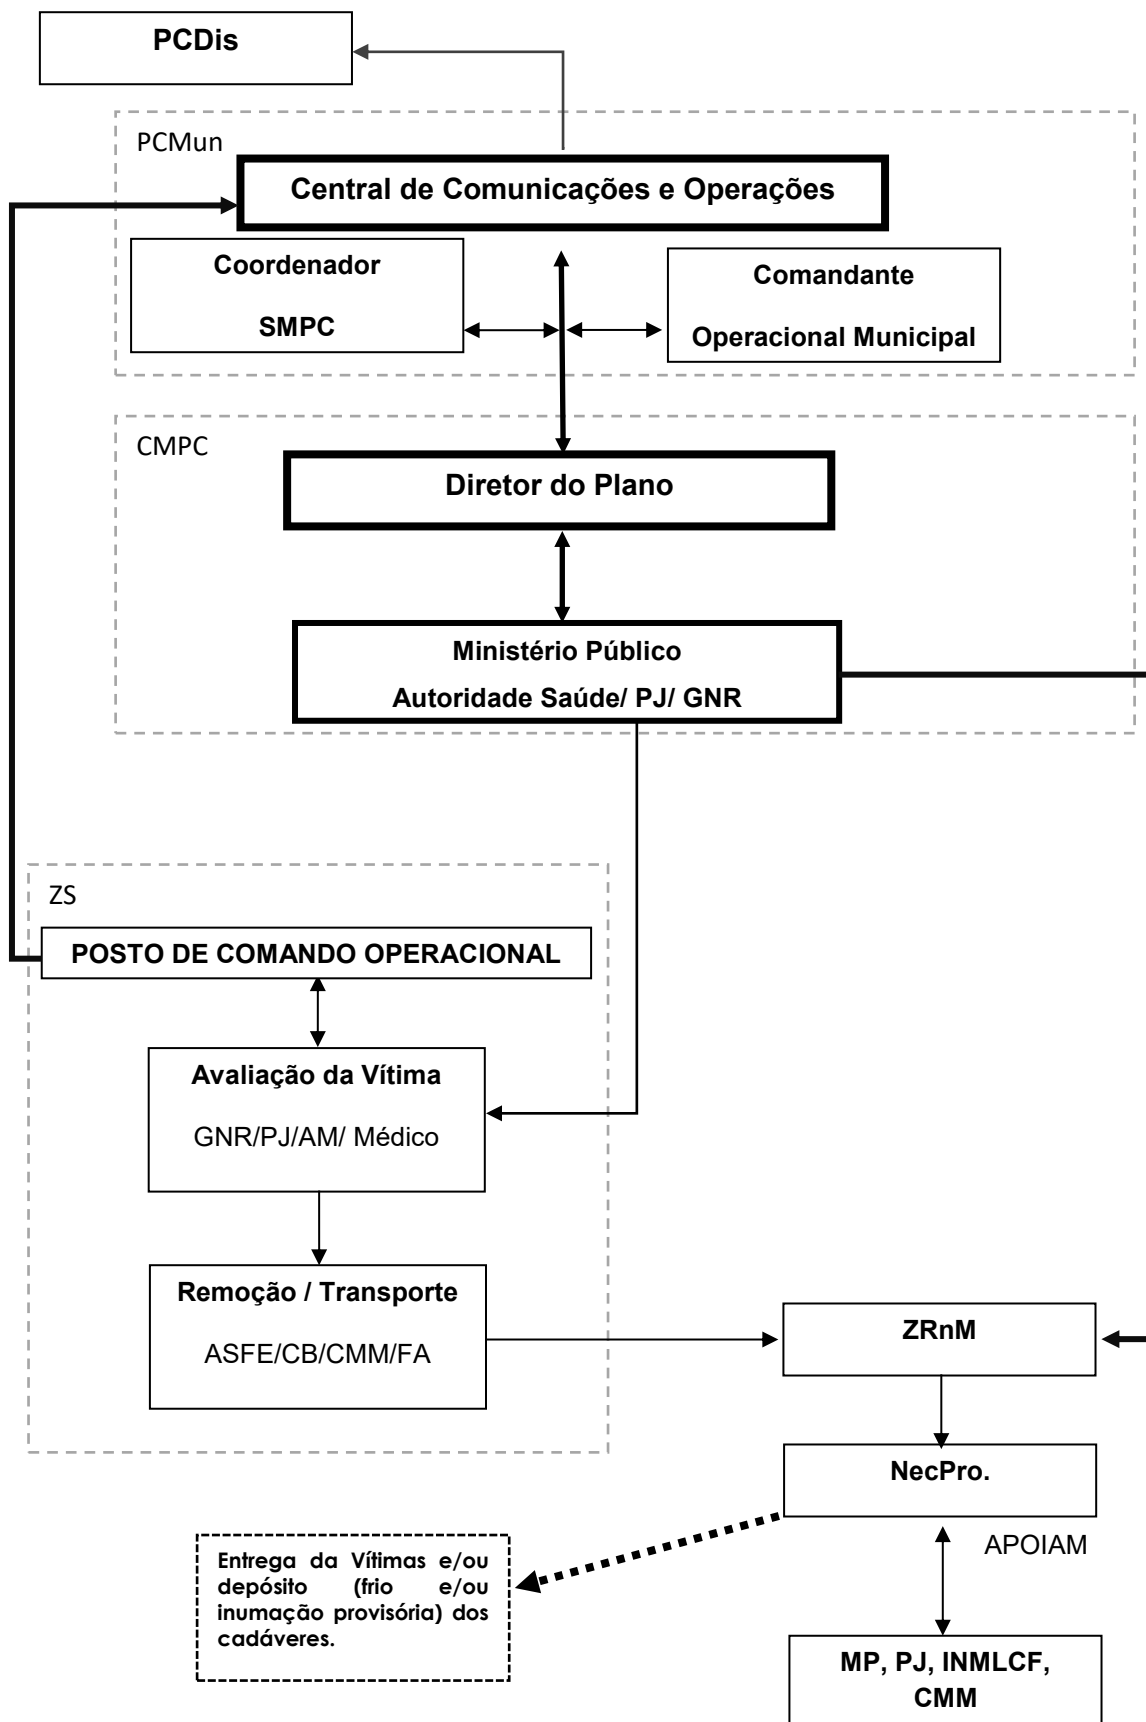 PCDis
PCMun
Central de Comunicações e Operações
Coordenador
SMPC
Comandante
Operacional Municipal
CMPC
Diretor do Plano
Ministério Público
Autoridade Saúde/ PJ/ GNR
ZS
POSTO DE COMANDO OPERACIONAL
Avaliação da Vítima
GNR/PJ/AM/ Médico
Remoção / Transporte
ASFE/CB/CMM/FA
ZRnM
NecPro.
APOIAM
Entrega da Vítimas e/ou
depósito (frio e/ou
inumação provisória) dos
cadáveres.
MP, PJ, INMLCF,
CMM